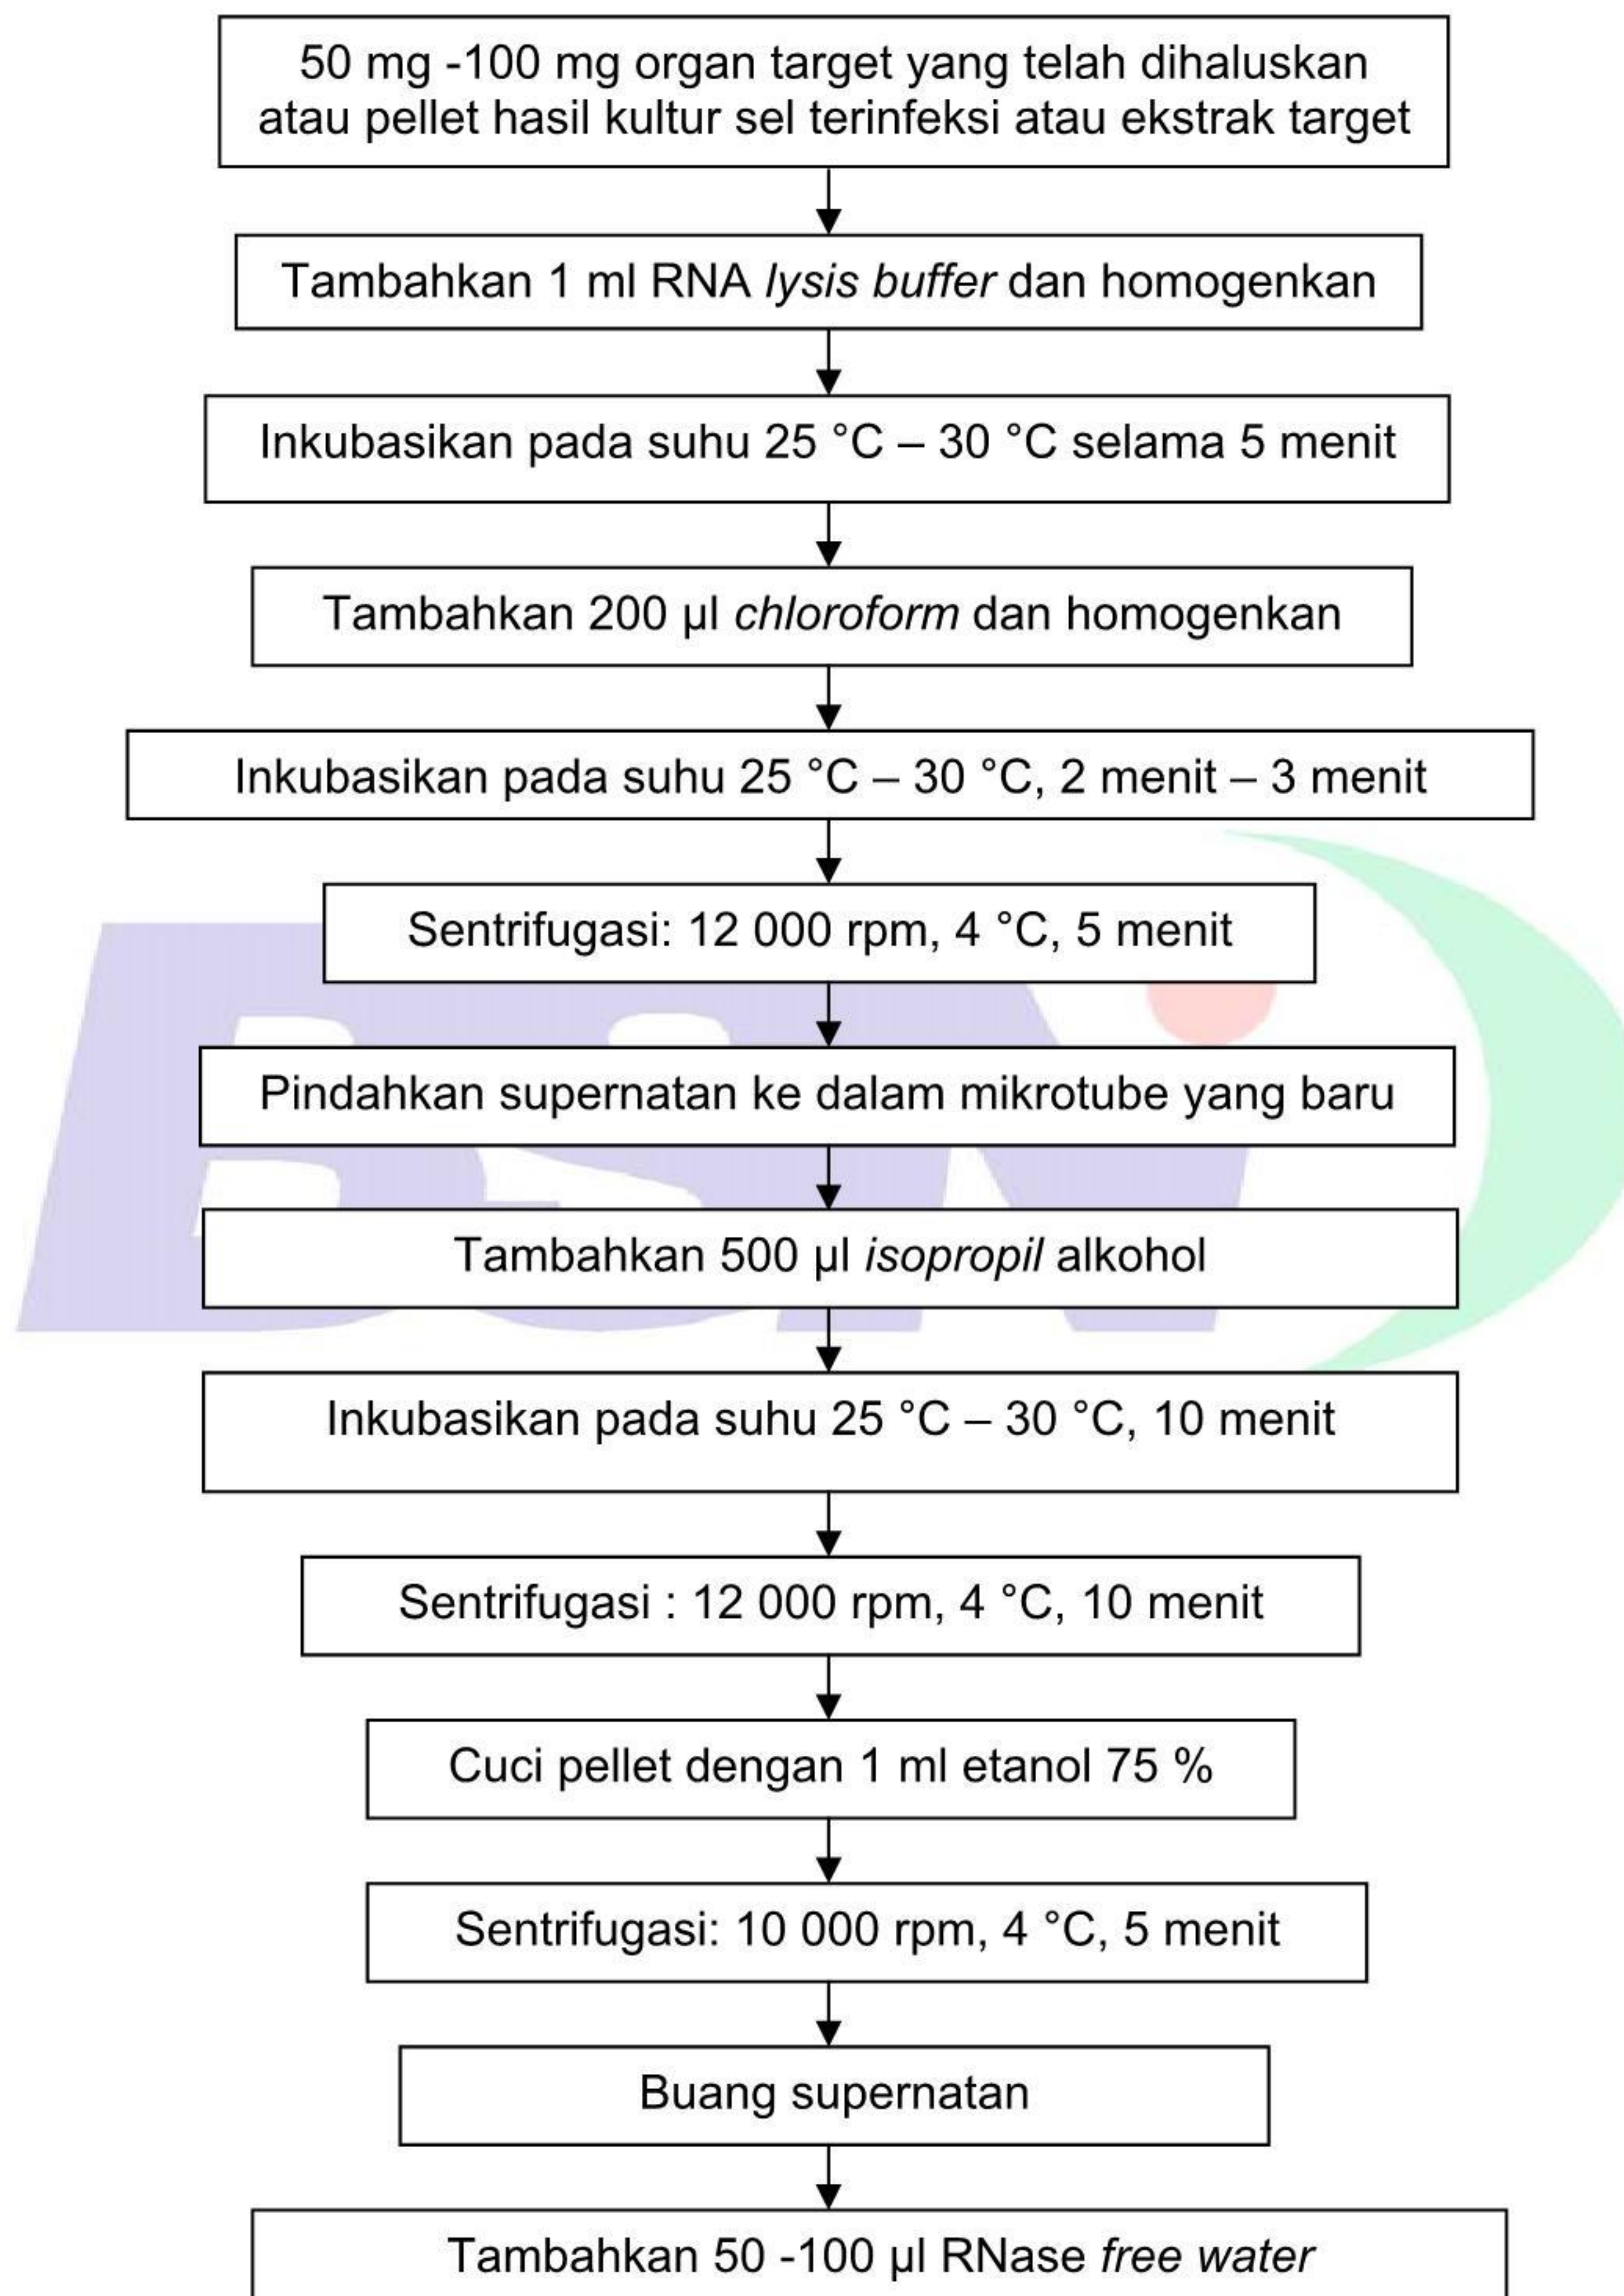 50 mg -100 mg organ target yang telah dihaluskan
atau pellet hasil kultur sel terinfeksi atau ekstrak target
Tambahkan 1 ml RNA lysis buffer dan homogenkan
Inkubasikan pada suhu 25 °C – 30 °C selama 5 menit
Tambahkan 200 µl chloroform dan homogenkan
Inkubasikan pada suhu 25 °C – 30 °C, 2 menit – 3 menit
Sentrifugasi: 12 000 rpm, 4 °C, 5 menit
Pindahkan supernatan ke dalam mikrotube yang baru
Tambahkan 500 µl isopropil alkohol
Inkubasikan pada suhu 25 °C – 30 °C, 10 menit
Sentrifugasi : 12 000 rpm, 4 °C, 10 menit
Cuci pellet dengan 1 ml etanol 75 %
Sentrifugasi: 10 000 rpm, 4 °C, 5 menit
Buang supernatan
Tambahkan 50 -100 µl RNase free water
BSN